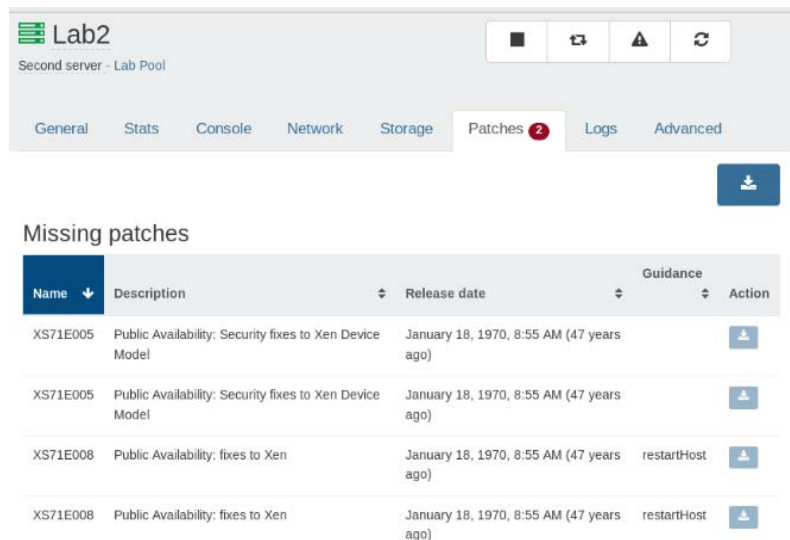 Lab2
Second server - Lab Pool
General Stats Console Network Storage Patches 2 Logs Advanced
Missing patches
Guidance
Name Description Release date Action
XS71E005 Public Availability: Security fixes to Xen Device January 18, 1970, 8:55 AM (47 years
Model ago)
XS71E005 Public Availability: Security fixes to Xen Device January 18, 1970, 8:55 AM (47 years
Model ago)
XS71E008 Public Availability: fixes to Xen January 18, 1970, 8:55 AM (47 years restartHost
ago)
XS71E008 Public Availability: fixes to Xen January 18, 1970, 8:55 AM (47 years restartHost
ago)